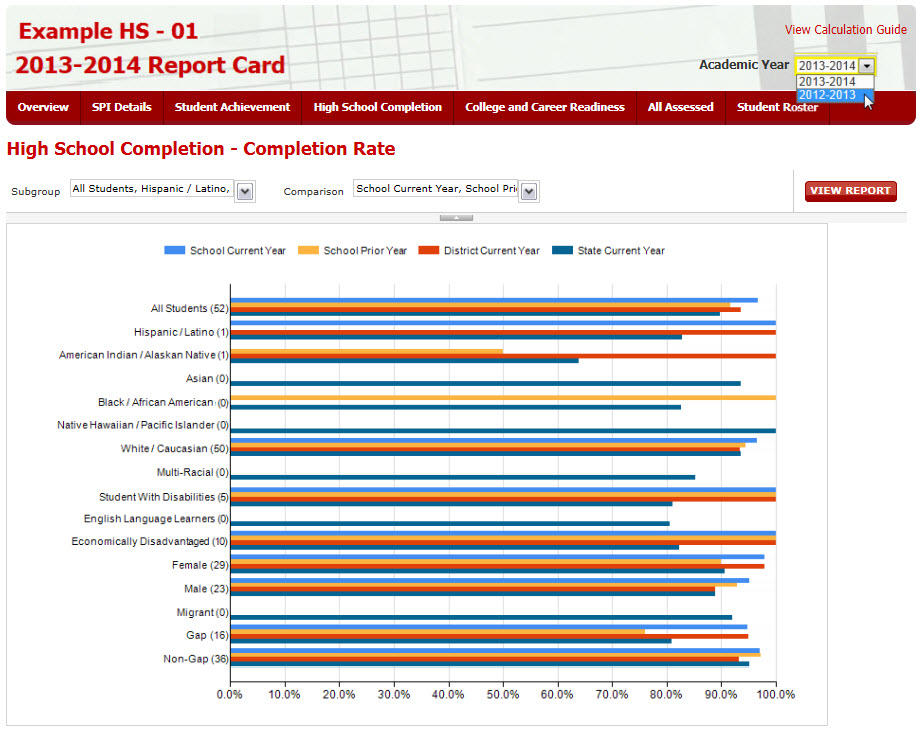 Example HS - 01
View Calculation Guide
2013-2014 Report Card
Academic Year 2013-2014
2013-2014
2012-2013
Overview SPI Details Student Achievement High School Completion College and Career Readiness All Assessed Student Roster
High School Completion - Completion Rate
Subgroup All Students, Hispanic / Latino, Comparison School Current Year, School Pri VIEW REPORT
School Current Year School Prior Year District Current Year State Current Year
All Students (52)
Hispanic / Latino (1)
American Indian / Alaskan Native (1)
Asian (0)
Black / African American (0)
Native Hawaiian / Pacific Islander (0)
White / Caucasian (50)
Multi-Racial (0)
Student With Disabilities (5)
English Language Learners (0)
Economically Disadvantaged (10)
Female (29)
Male (23)
Migrant (0)
Gap (16)
Non-Gap (36)
0.0% 10.0% 20.0% 30.0% 40.0% 50.0% 60.0% 70.0% 80.0% 90.0% 100.0%